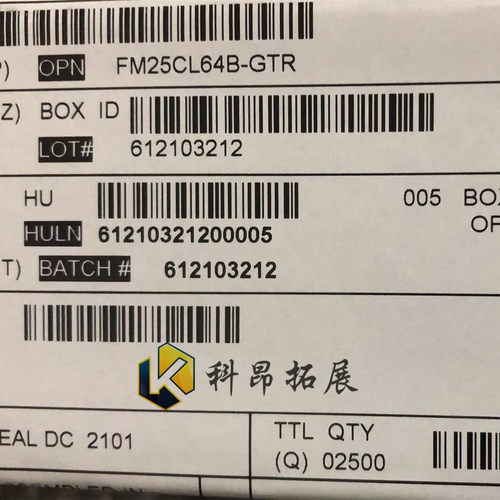 P) OPN FM25CL64B-GTR
Z) BOX ID
LOT# 612103212
HU 005 BOX
HULN 61210321200005 OF
T) BATCH # 612103212
科昂拓展
EAL DC 2101 TTL QTY
(Q) 02500